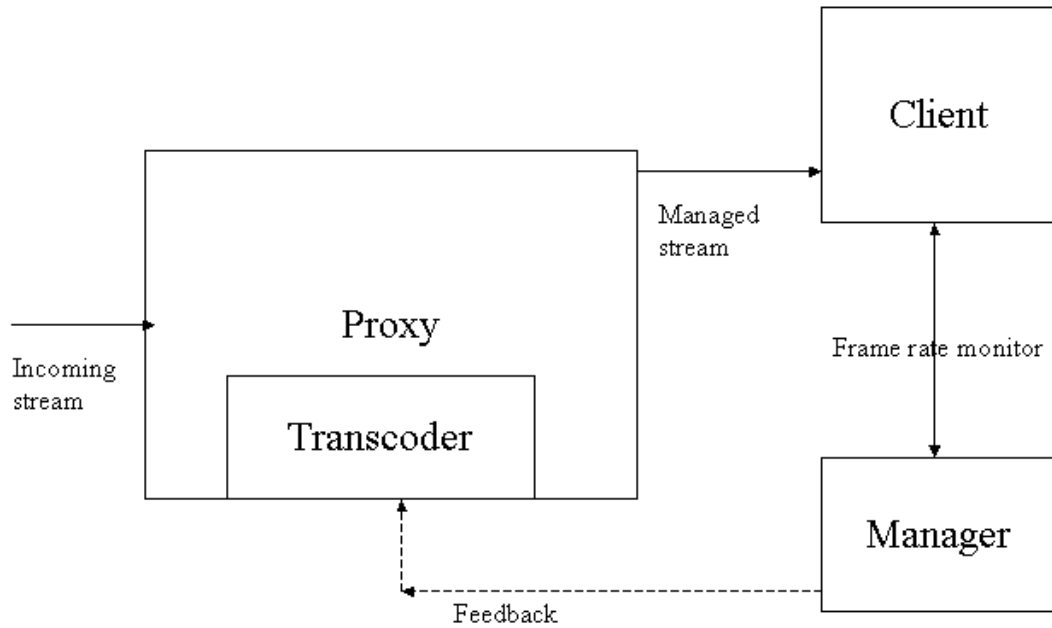 Client
Managed
stream
Proxy
Frame rate monitor
Incoming
stream
Transcoder
Manager
Feedback